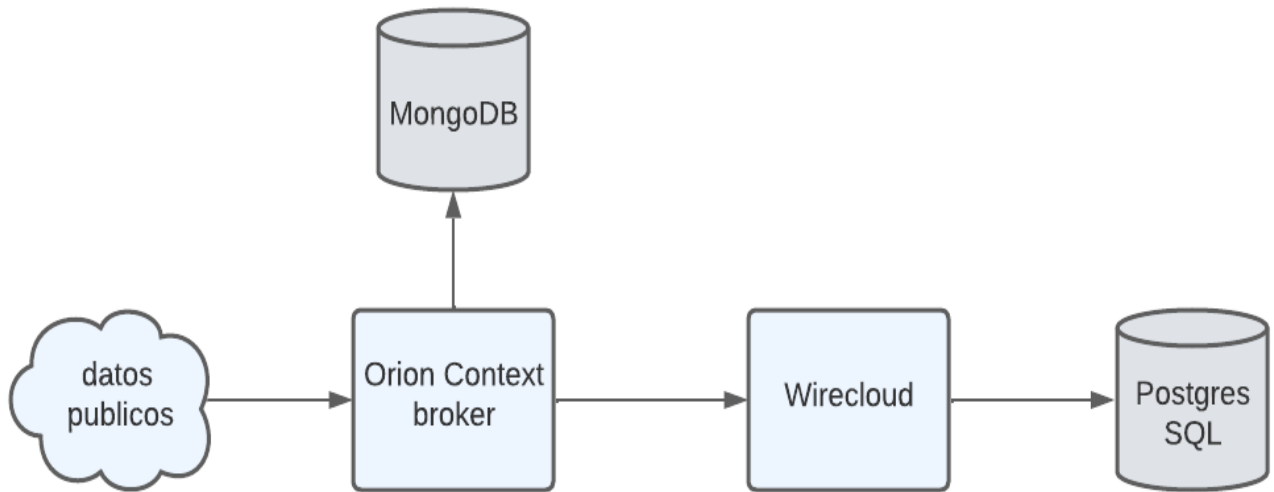 MongoDB
datos
publicos
Orion Context
broker
Wirecloud
Postgres
SQL